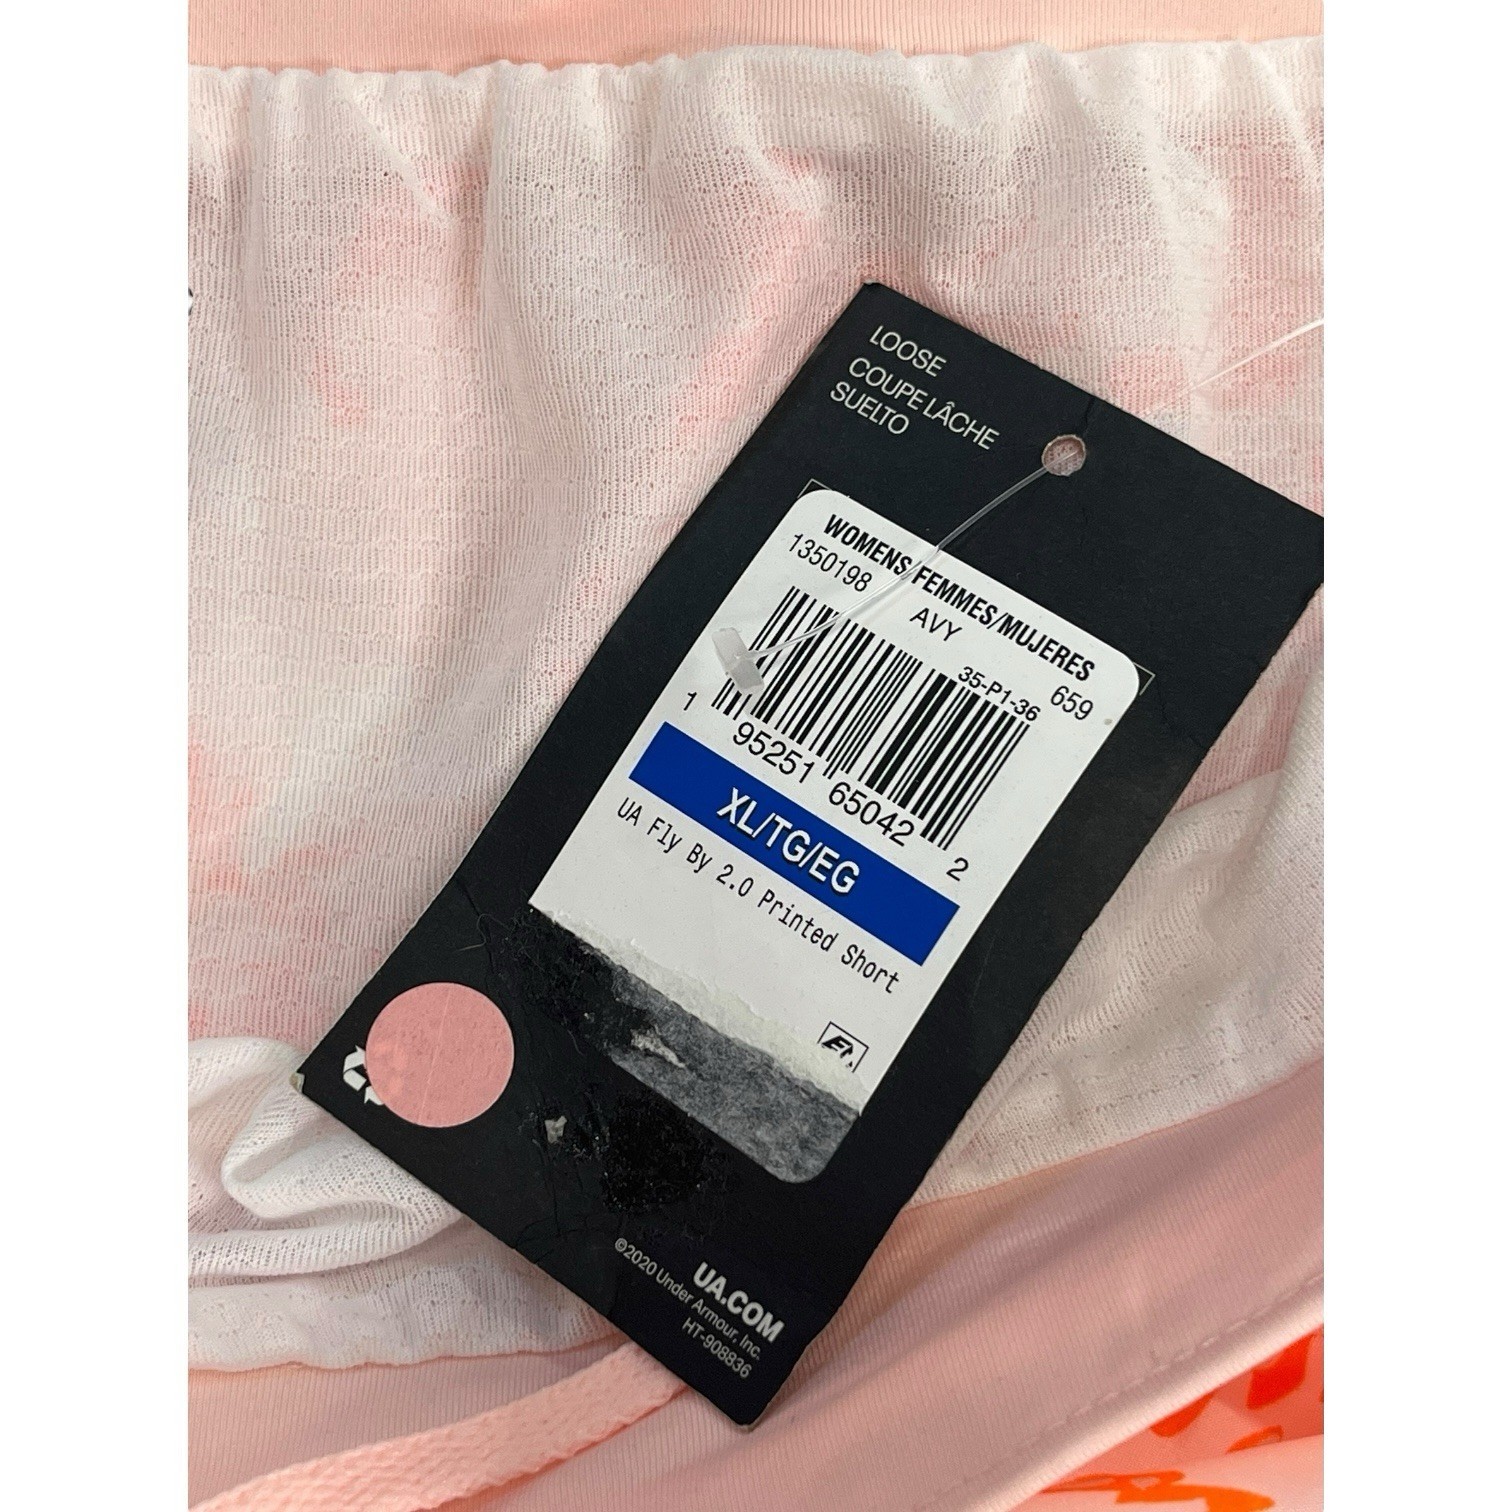 LOOSE
COUPE LÂCHE
SUELTO
WOMENS/FEMMES/MUJERES
1350198 AVY 659
35-P1-36
1 95251 65042 2
XL/TG/EG
UA Fly By 2.0 Printed Short
UA.COM
©2020 Under Armour, Inc.
HT-908836